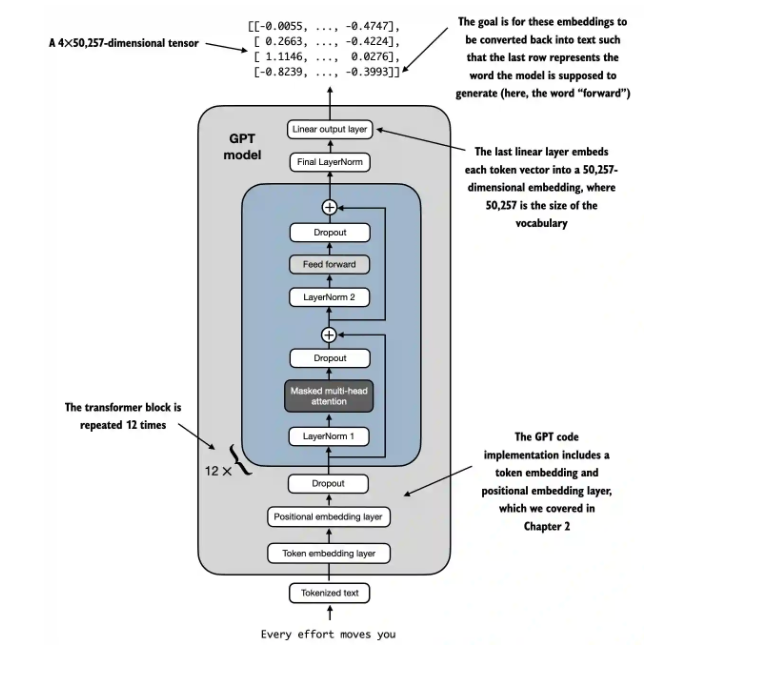 [[-0.0055, ..., -0.4747],
[ 0.2663, ..., -0.4224],
[ 1.1146, ...,  0.0276],
[-0.8239, ..., -0.3993]]
A 4×50,257-dimensional tensor
The goal is for these embeddings to
be converted back into text such
that the last row represents the
word the model is supposed to
generate (here, the word “forward”)
GPT
model
Linear output layer
Final LayerNorm
The last linear layer embeds
each token vector into a 50,257-
dimensional embedding, where
50,257 is the size of the
vocabulary
+
Dropout
Feed forward
LayerNorm 2
+
Dropout
Masked multi-head
attention
LayerNorm 1
The transformer block is
repeated 12 times
12 ×
{
Dropout
Positional embedding layer
Token embedding layer
The GPT code
implementation includes a
token embedding and
positional embedding layer,
which we covered in
Chapter 2
Tokenized text
Every effort moves you